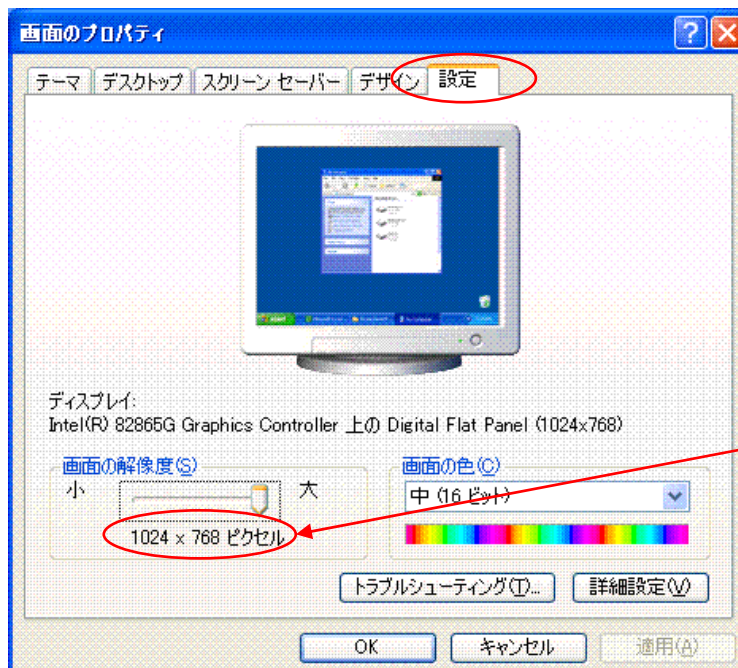 画面のプロパティ
テーマ デスクトップ スクリーン セーバー デザイン 設定
ディスプレイ:
Intel(R) 82865G Graphics Controller 上の Digital Flat Panel (1024x768)
画面の解像度(S) 画面の色(C)
小 大 中 (16 ビット)
1024 x 768 ピクセル
トラブルシューティング(T)... 詳細設定(V)
OK キャンセル 適用(A)